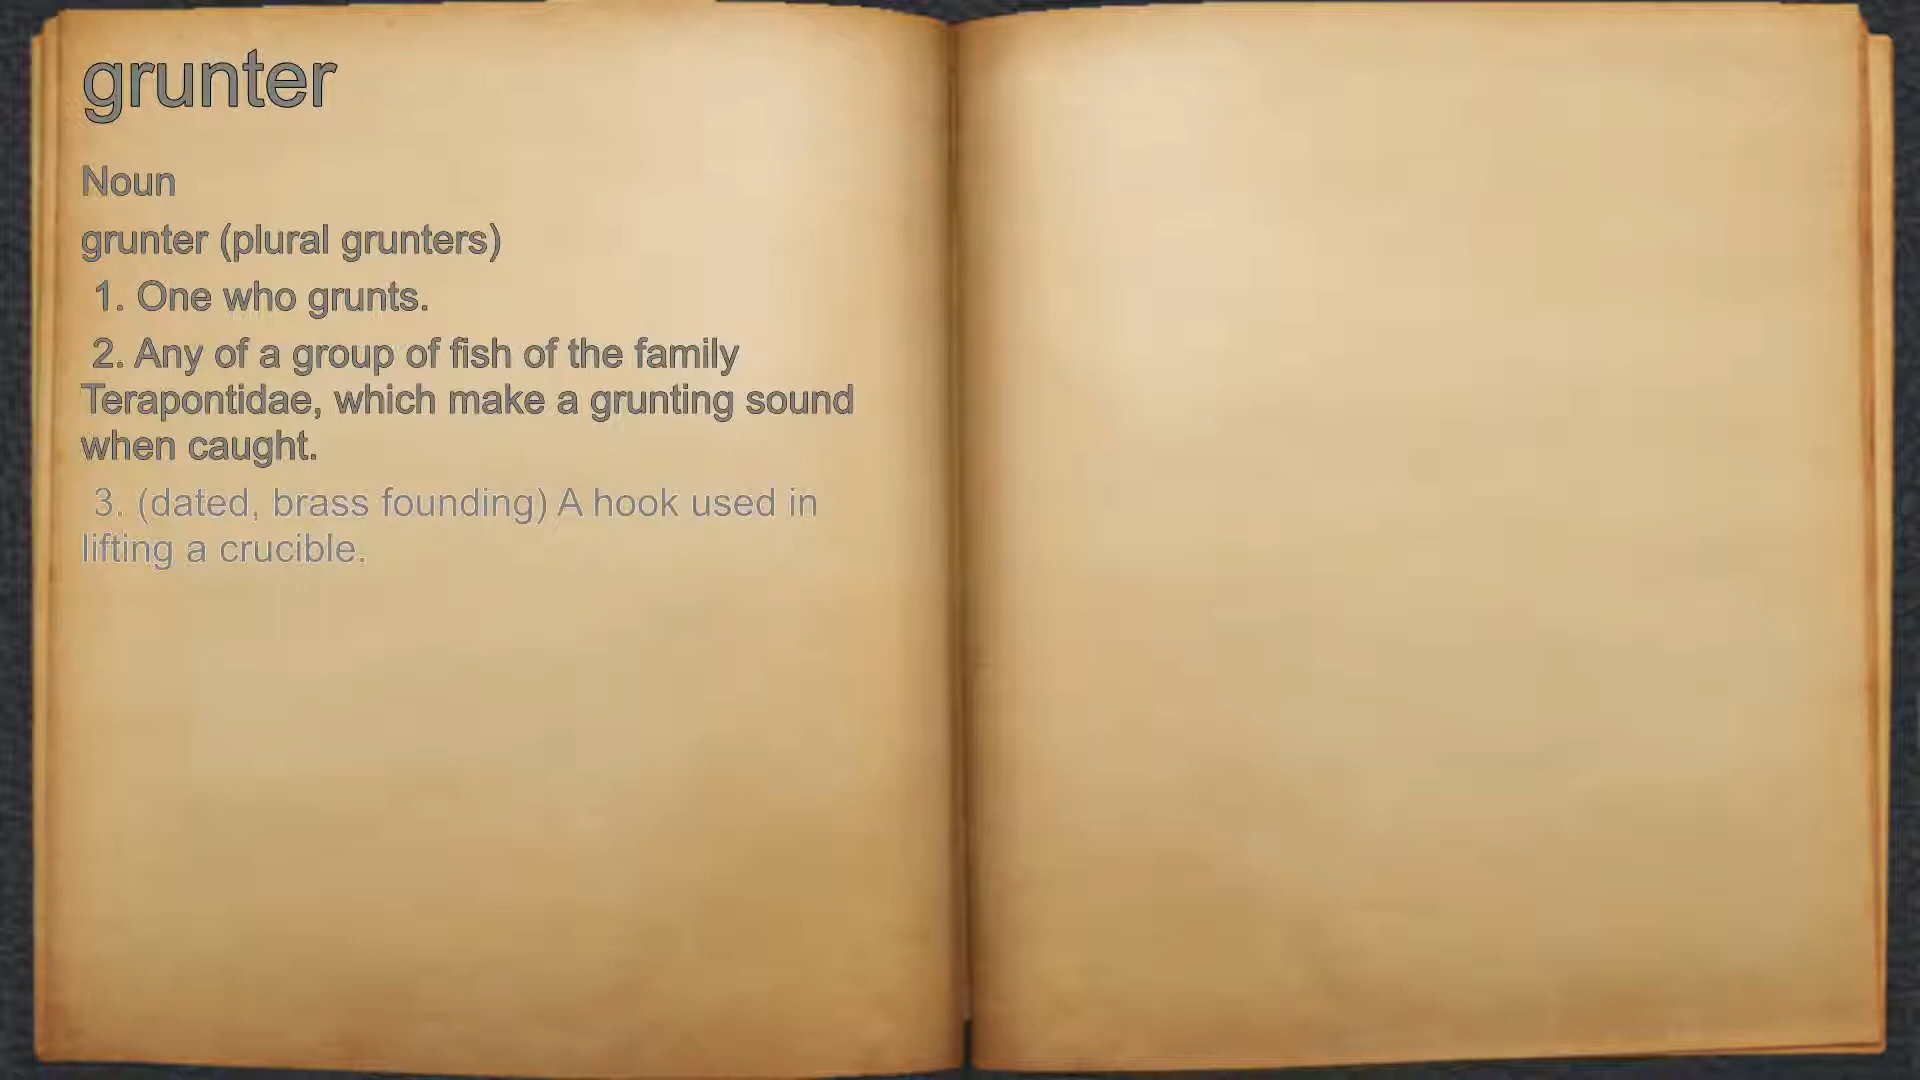 grunter
Noun
grunter (plural grunters)
1. One who grunts.
2. Any of a group of fish of the family
Terapontidae, which make a grunting sound
when caught.
3. (dated, brass founding) A hook used in
lifting a crucible.